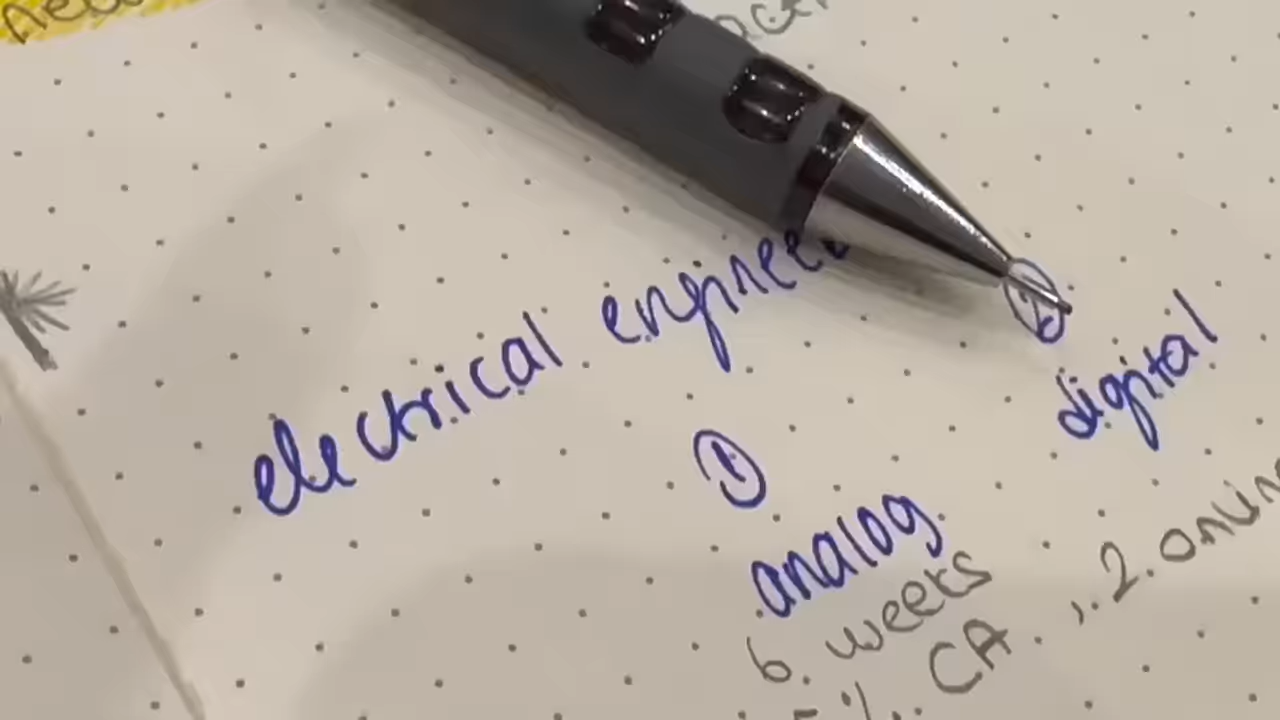 electrical enginee
① ②
analog digital
6. weeks
% CA . ., 2. onlin